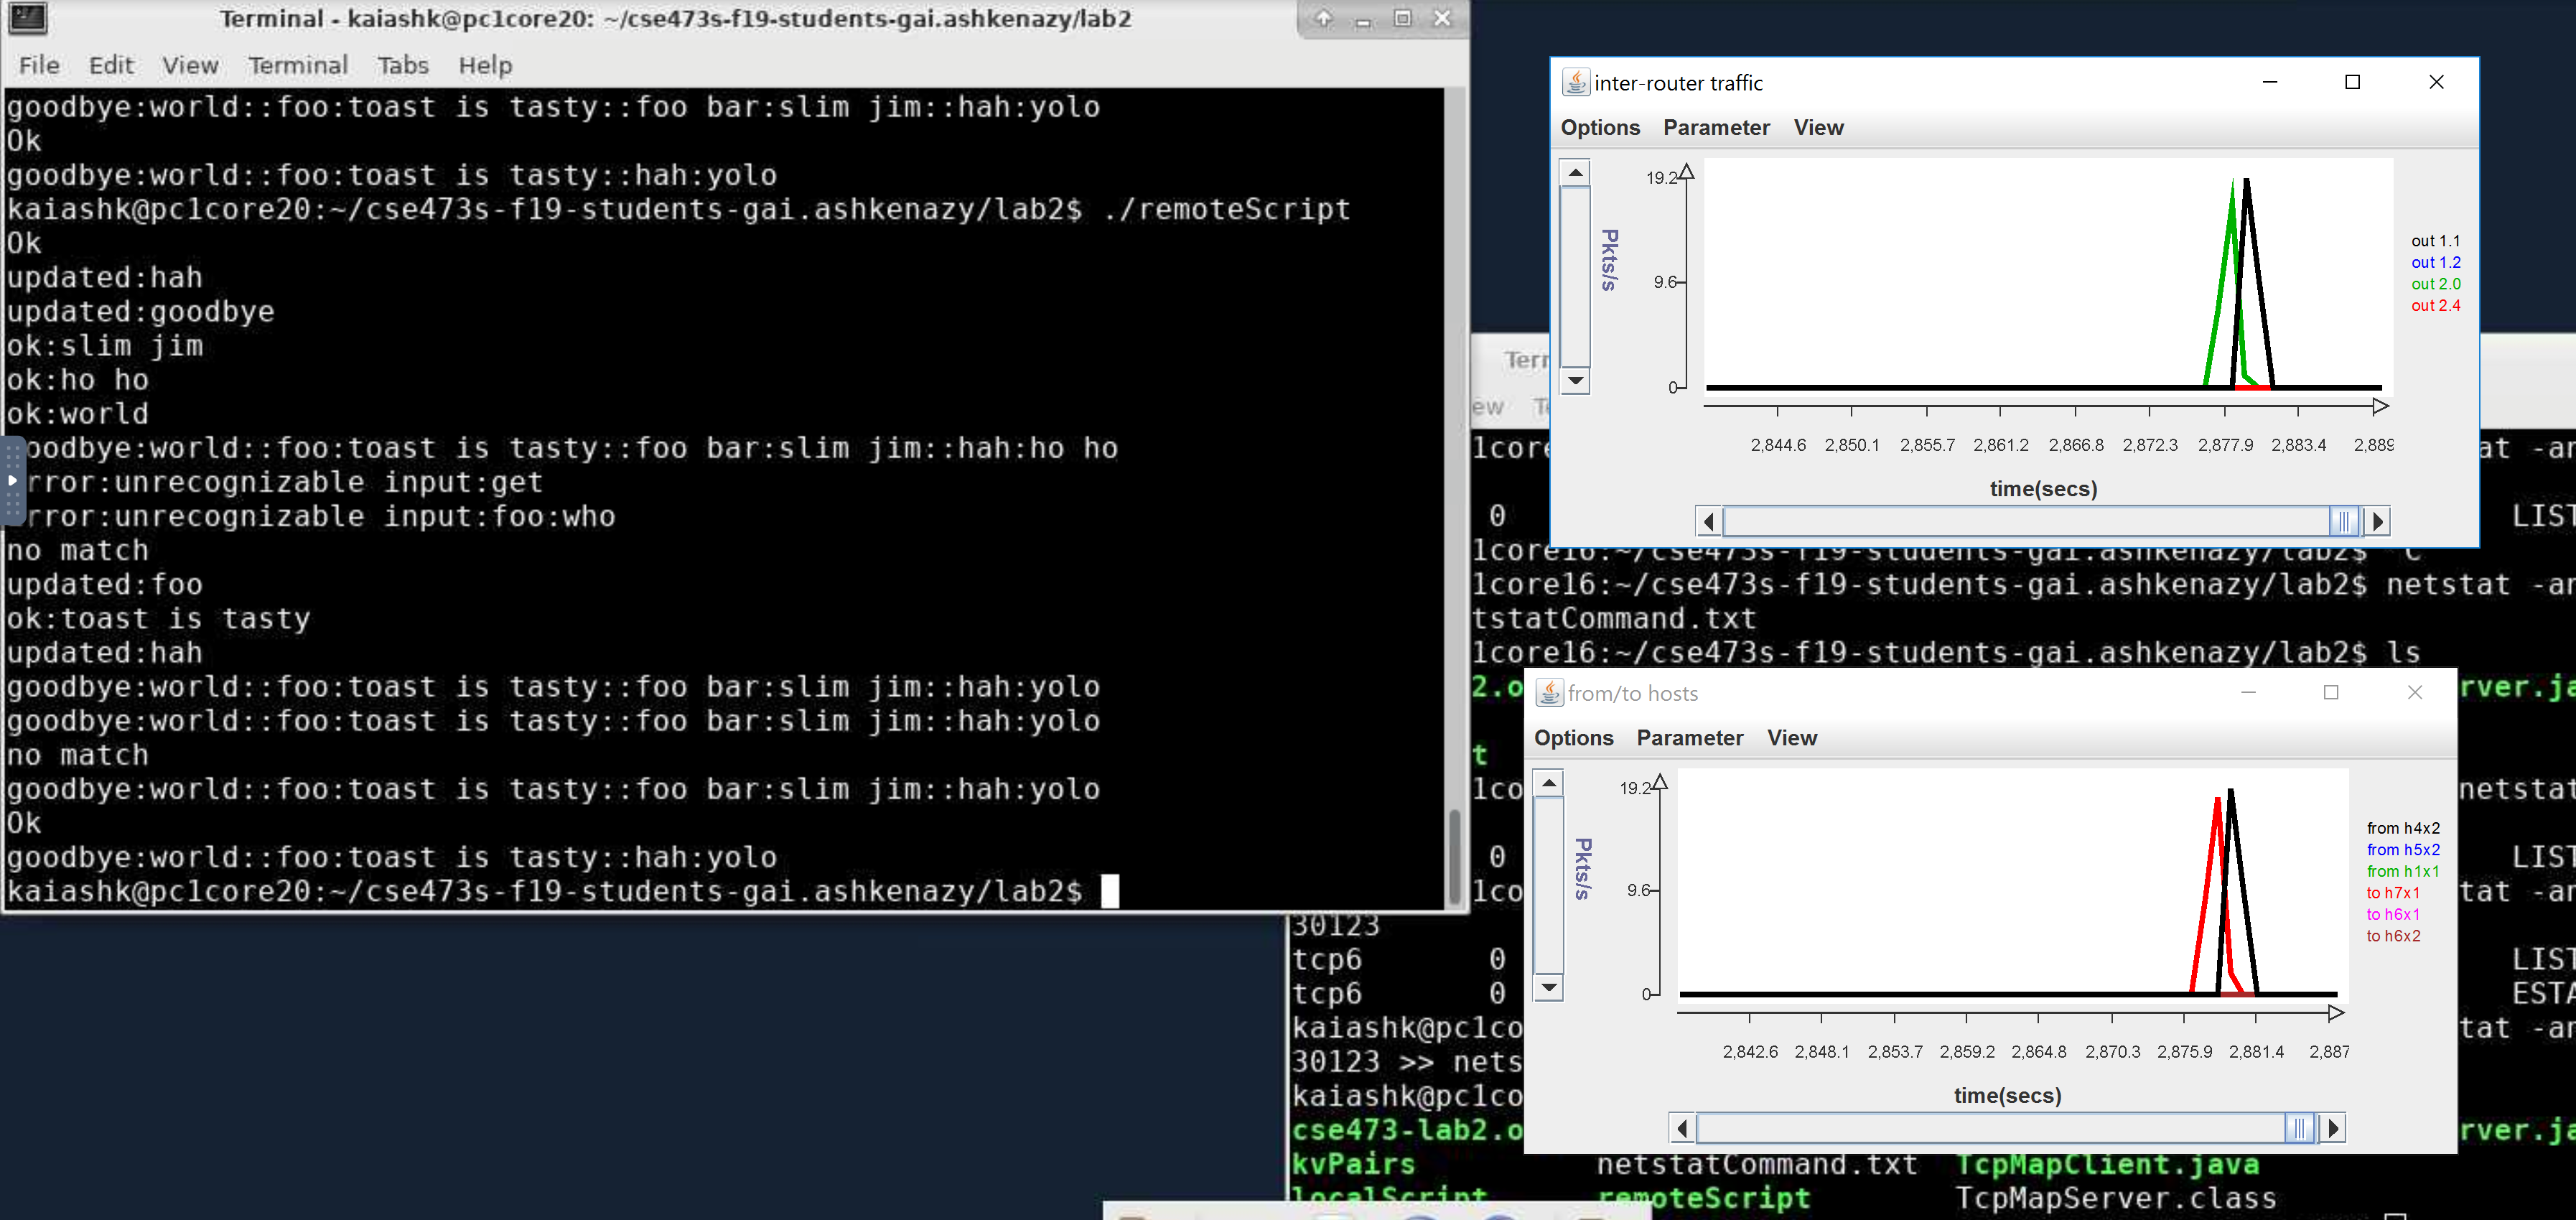 Terminal - kaiashk@pc1core20: ~/cse473s-f19-students-gai.ashkenazy/lab2
File Edit View Terminal Tabs Help
goodbye:world::foo:toast is tasty::foo bar:slim jim::hah:yolo
Ok
goodbye:world::foo:toast is tasty::hah:yolo
kaiashk@pc1core20:~/cse473s-f19-students-gai.ashkenazy/lab2$ ./remoteScript
Ok
updated:hah
updated:goodbye
ok:slim jim
ok:ho ho
ok:world
oodbye:world::foo:toast is tasty::foo bar:slim jim::hah:ho ho
rror:unrecognizable input:get
rror:unrecognizable input:foo:who
no match
updated:foo
ok:toast is tasty
updated:hah
goodbye:world::foo:toast is tasty::foo bar:slim jim::hah:yolo
goodbye:world::foo:toast is tasty::foo bar:slim jim::hah:yolo
no match
goodbye:world::foo:toast is tasty::foo bar:slim jim::hah:yolo
Ok
goodbye:world::foo:toast is tasty::hah:yolo
kaiashk@pc1core20:~/cse473s-f19-students-gai.ashkenazy/lab2$
inter-router traffic
Options Parameter View
19.2
9.6
0
Pkts/s
out 1.1
out 1.2
out 2.0
out 2.4
2,844.6 2,850.1 2,855.7 2,861.2 2,866.8 2,872.3 2,877.9 2,883.4 2,889
time(secs)
Terr
ew
1core at -ar
0 LIST
1core16:~/cse473s-f19-students-gai.ashkenazy/lab2$ ^C
1core16:~/cse473s-f19-students-gai.ashkenazy/lab2$ netstat -ar
tstatCommand.txt
1core16:~/cse473s-f19-students-gai.ashkenazy/lab2$ ls
2.o rver.ja
t
1co netstat
0 LIST
1co tat -ar
from/to hosts
Options Parameter View
19.2
9.6
0
Pkts/s
from h4x2
from h5x2
from h1x1
to h7x1
to h6x1
to h6x2
2,842.6 2,848.1 2,853.7 2,859.2 2,864.8 2,870.3 2,875.9 2,881.4 2,887
time(secs)
30123
tcp6 0 LIST
tcp6 0 ESTA
kaiashk@pc1co tat -ar
30123 >> nets
kaiashk@pc1co
cse473-lab2.o rver.ja
kvPairs netstatCommand.txt TcpMapClient.java
localScript remoteScript TcpMapServer.class